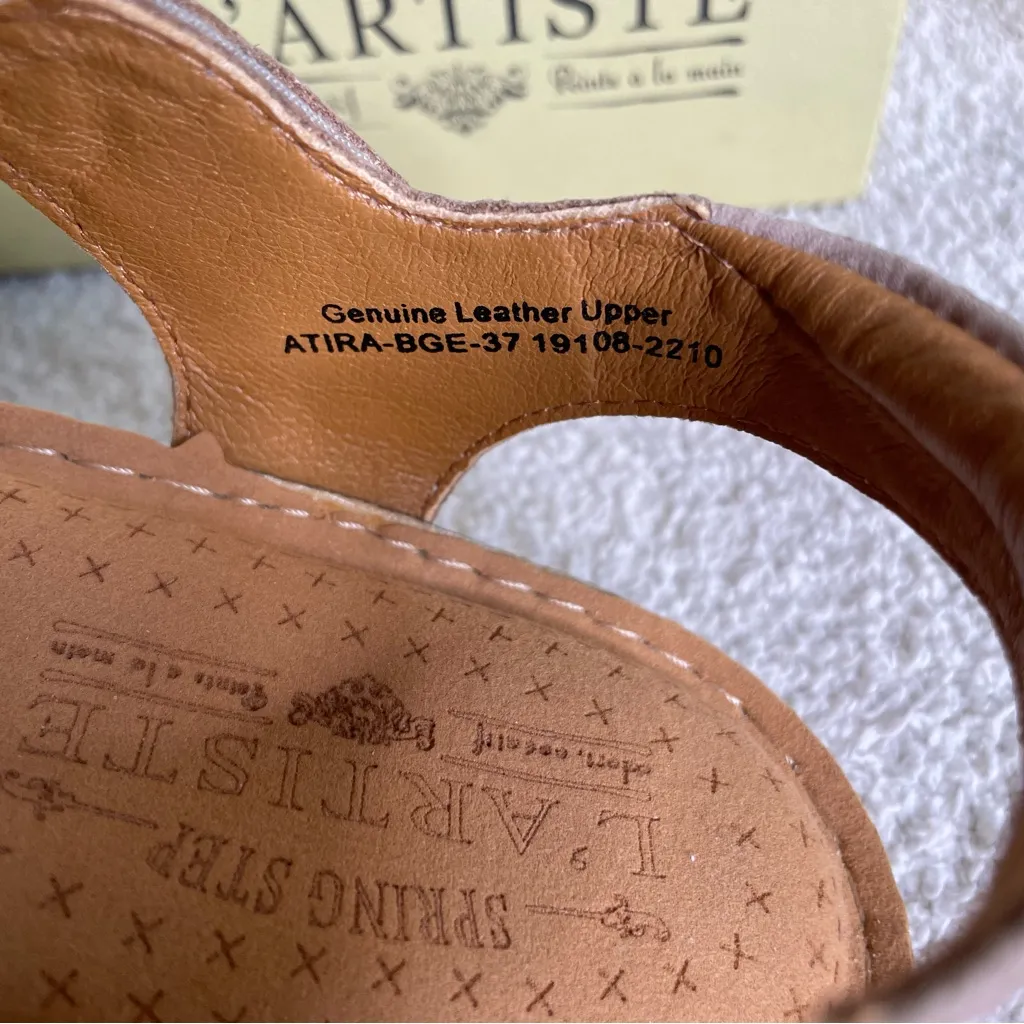 'ARTISTE
Peinte a la main
Genuine Leather Upper
ATIRA-BGE-37 19108-2210
SPRING STEP
L'ARTISTE
Peinte a la main